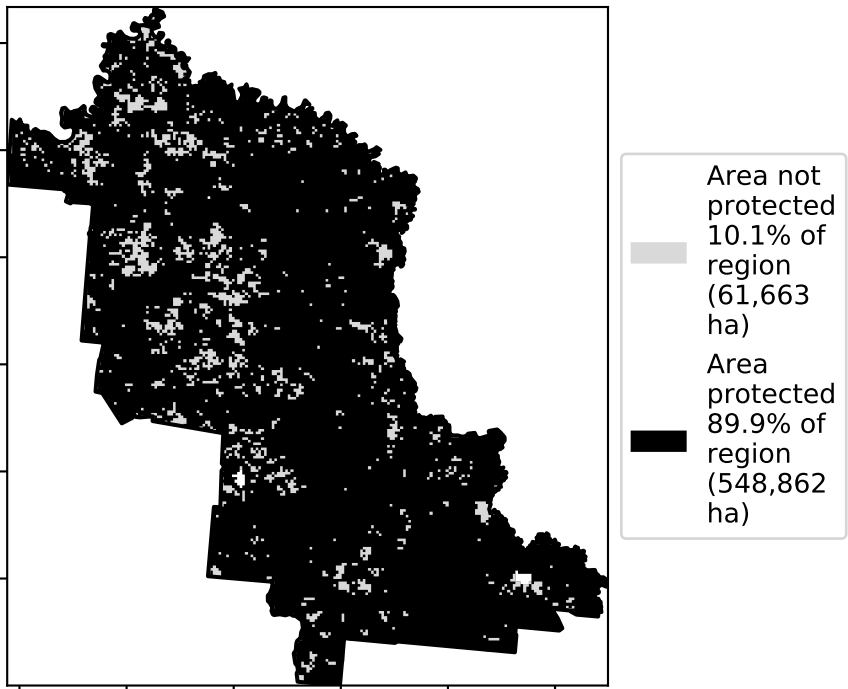 Area not
protected
10.1% of
region
(61,663
ha)
Area
protected
89.9% of
region
(548,862
ha)